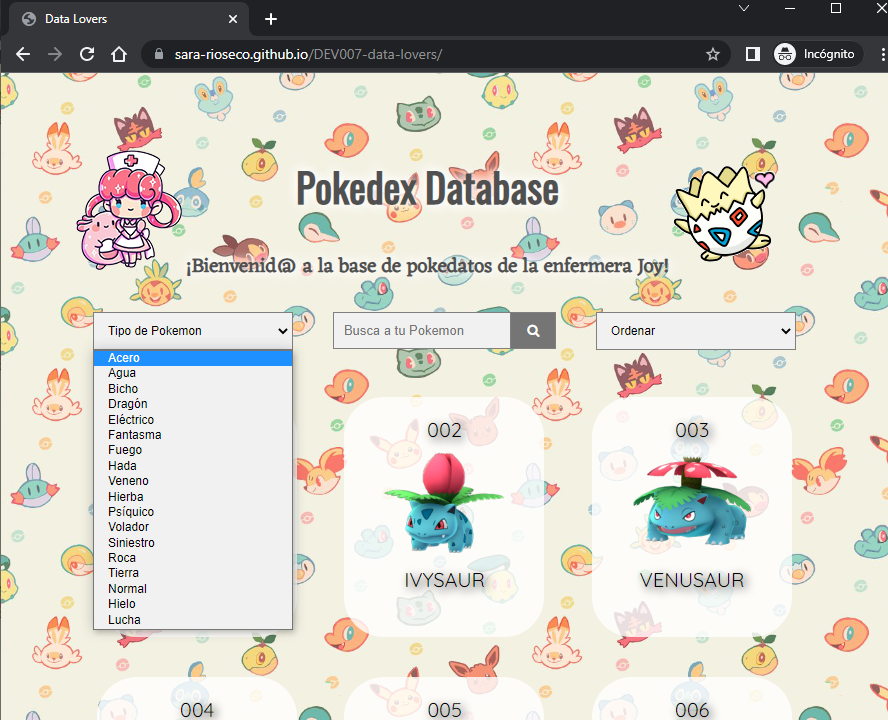 Data Lovers
sara-rioseco.github.io/DEV007-data-lovers/
Incógnito
Pokedex Database
¡Bienvenid@ a la base de pokedatos de la enfermera Joy!
Tipo de Pokemon
Busca a tu Pokemon
Ordenar
Acero
Agua
Bicho
Dragón
Eléctrico
Fantasma
Fuego
Hada
Veneno
Hierba
Psíquico
Volador
Siniestro
Roca
Tierra
Normal
Hielo
Lucha
002
IVYSAUR
003
VENUSAUR
004
005
006